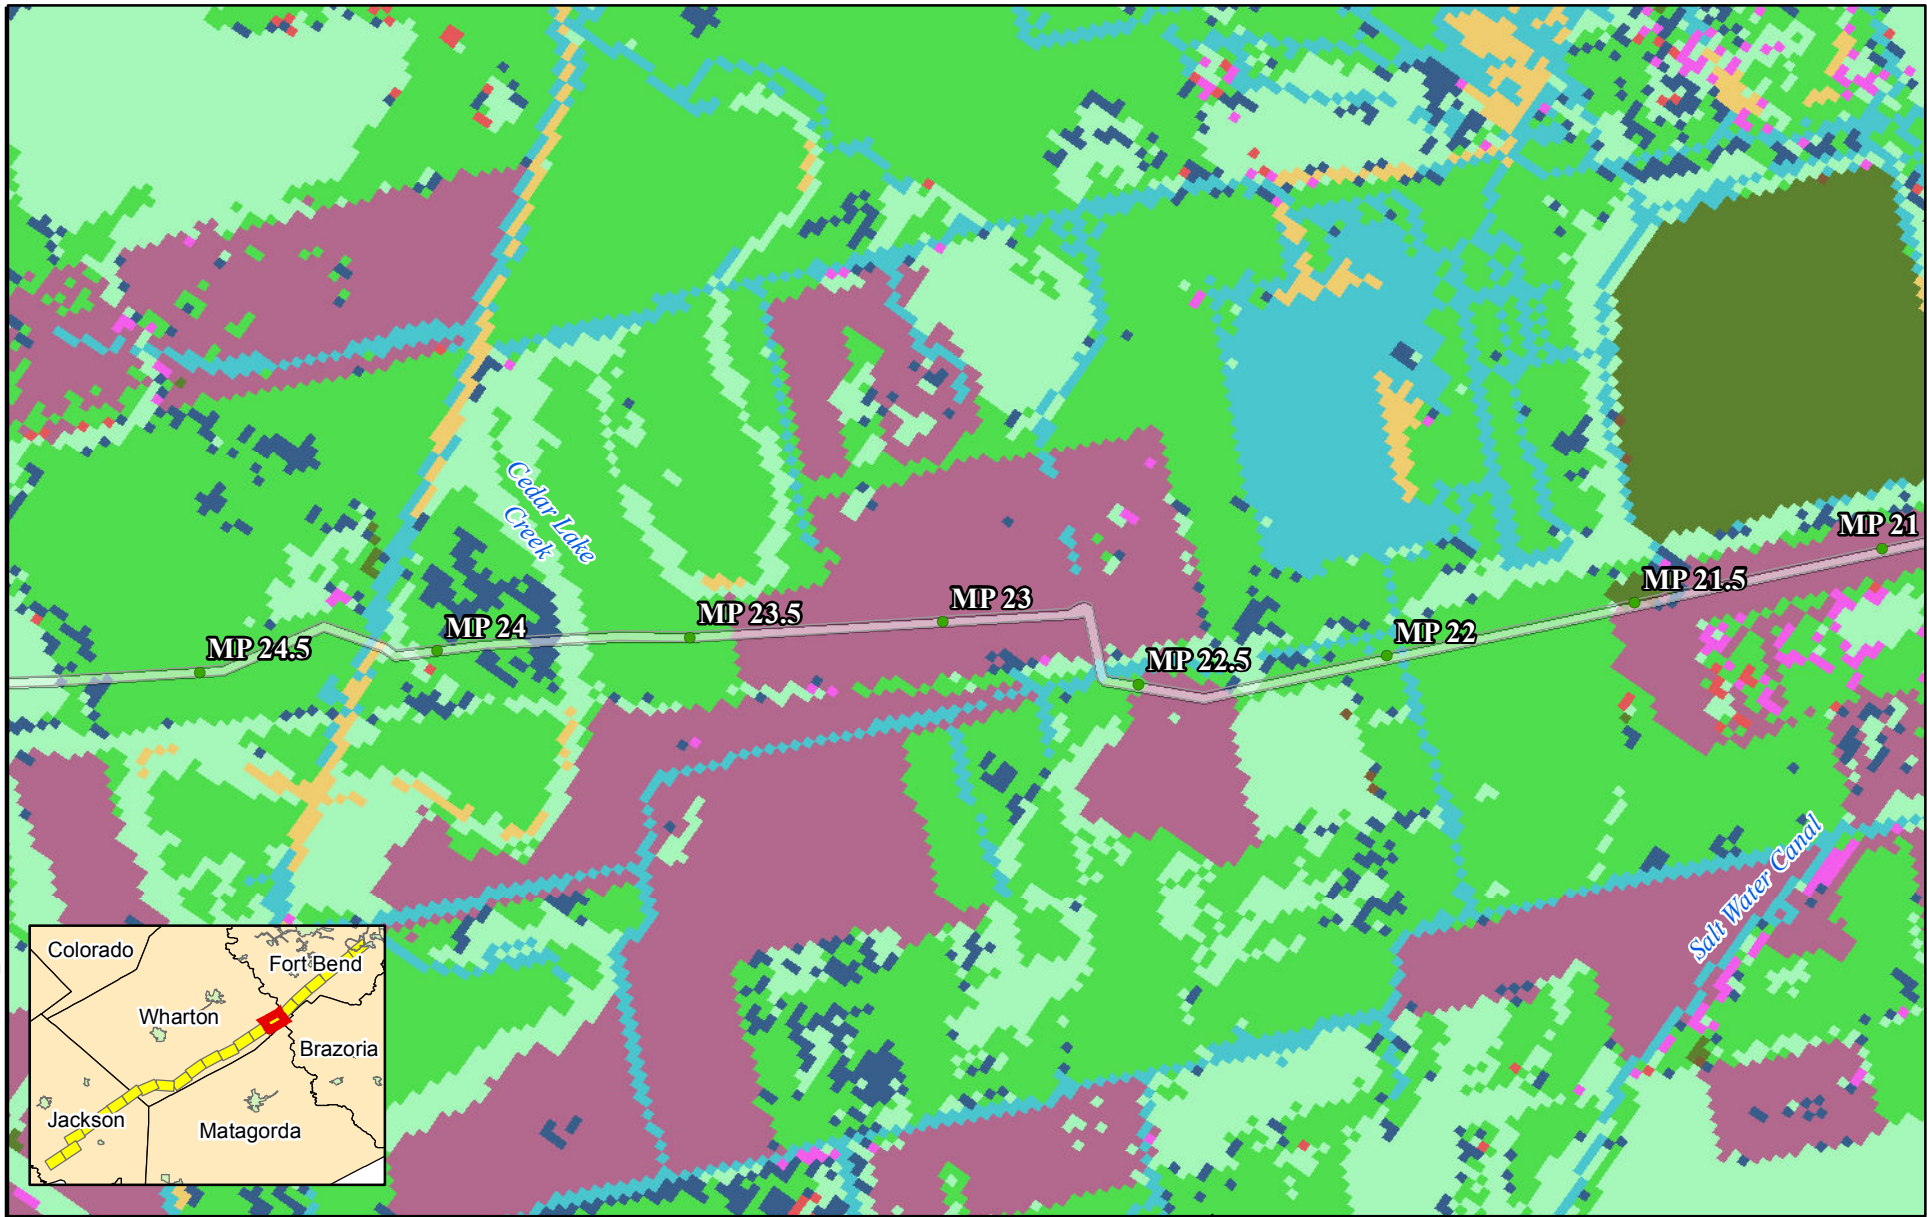 MP 21
MP 21.5
Cedar Lake
Creek
MP 23
MP 23.5
MP 24
MP 24.5
MP 22
MP 22.5
Salt Water Canal
Colorado
Fort Bend
Wharton
Brazoria
Jackson
Matagorda